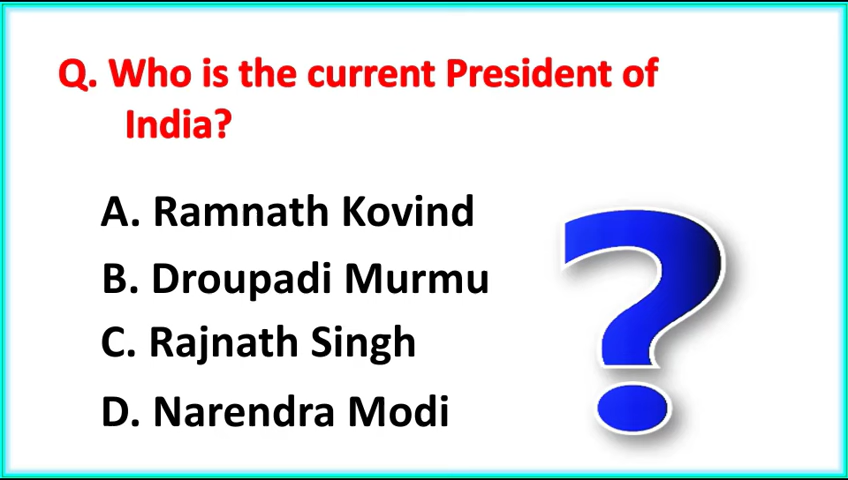 Q. Who is the current President of
India?
A. Ramnath Kovind
B. Droupadi Murmu
C. Rajnath Singh
D. Narendra Modi
?